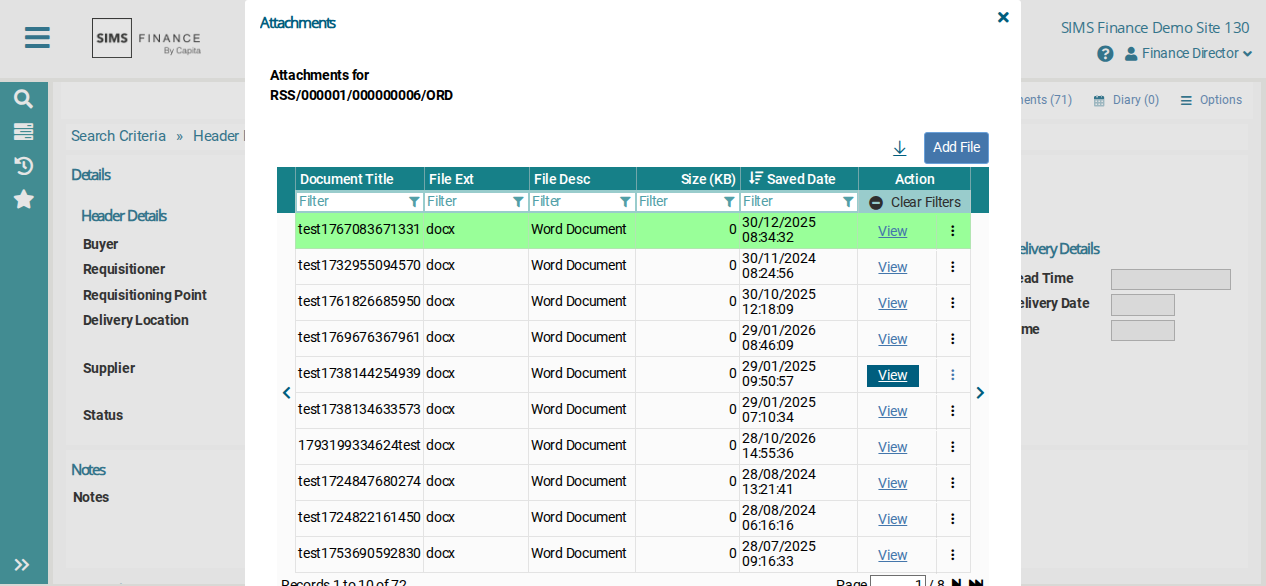 Attachments
SIMS FINANCE
By Capita
SIMS Finance Demo Site 130
Finance Director
Attachments for
RSS/000001/000000006/ORD
(71) Diary (0) Options
Search Criteria » Header
Add File
Details
Header Details
Buyer
Requisitioner
Requisitioning Point
Delivery Location
Supplier
Status
Notes
Notes
Document Title File Ext File Desc Size (KB) Saved Date Action
Filter Filter Filter Filter Filter Clear Filters
test1767083671331 docx Word Document 0 30/12/2025 08:34:32 View
test1732955094570 docx Word Document 0 30/11/2024 08:24:56 View
test1761826685950 docx Word Document 0 30/10/2025 12:18:09 View
test1769676367961 docx Word Document 0 29/01/2026 08:46:09 View
test1738144254939 docx Word Document 0 29/01/2025 09:50:57 View
test1738134633573 docx Word Document 0 29/01/2025 07:10:34 View
1793199334624test docx Word Document 0 28/10/2026 14:55:36 View
test1724847680274 docx Word Document 0 28/08/2024 13:21:41 View
test1724822161450 docx Word Document 0 28/08/2024 06:16:16 View
test1753690592830 docx Word Document 0 28/07/2025 09:16:33 View
Records 1 to 10 of 72
Page 1 / 8
elivery Details
ead Time
elivery Date
me